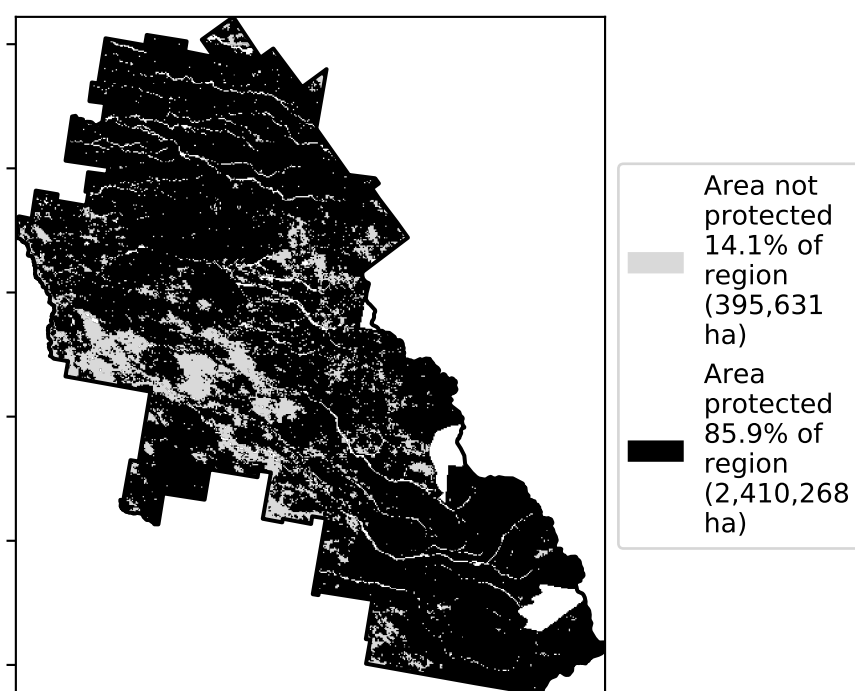 Area not
protected
14.1% of
region
(395,631
ha)
Area
protected
85.9% of
region
(2,410,268
ha)